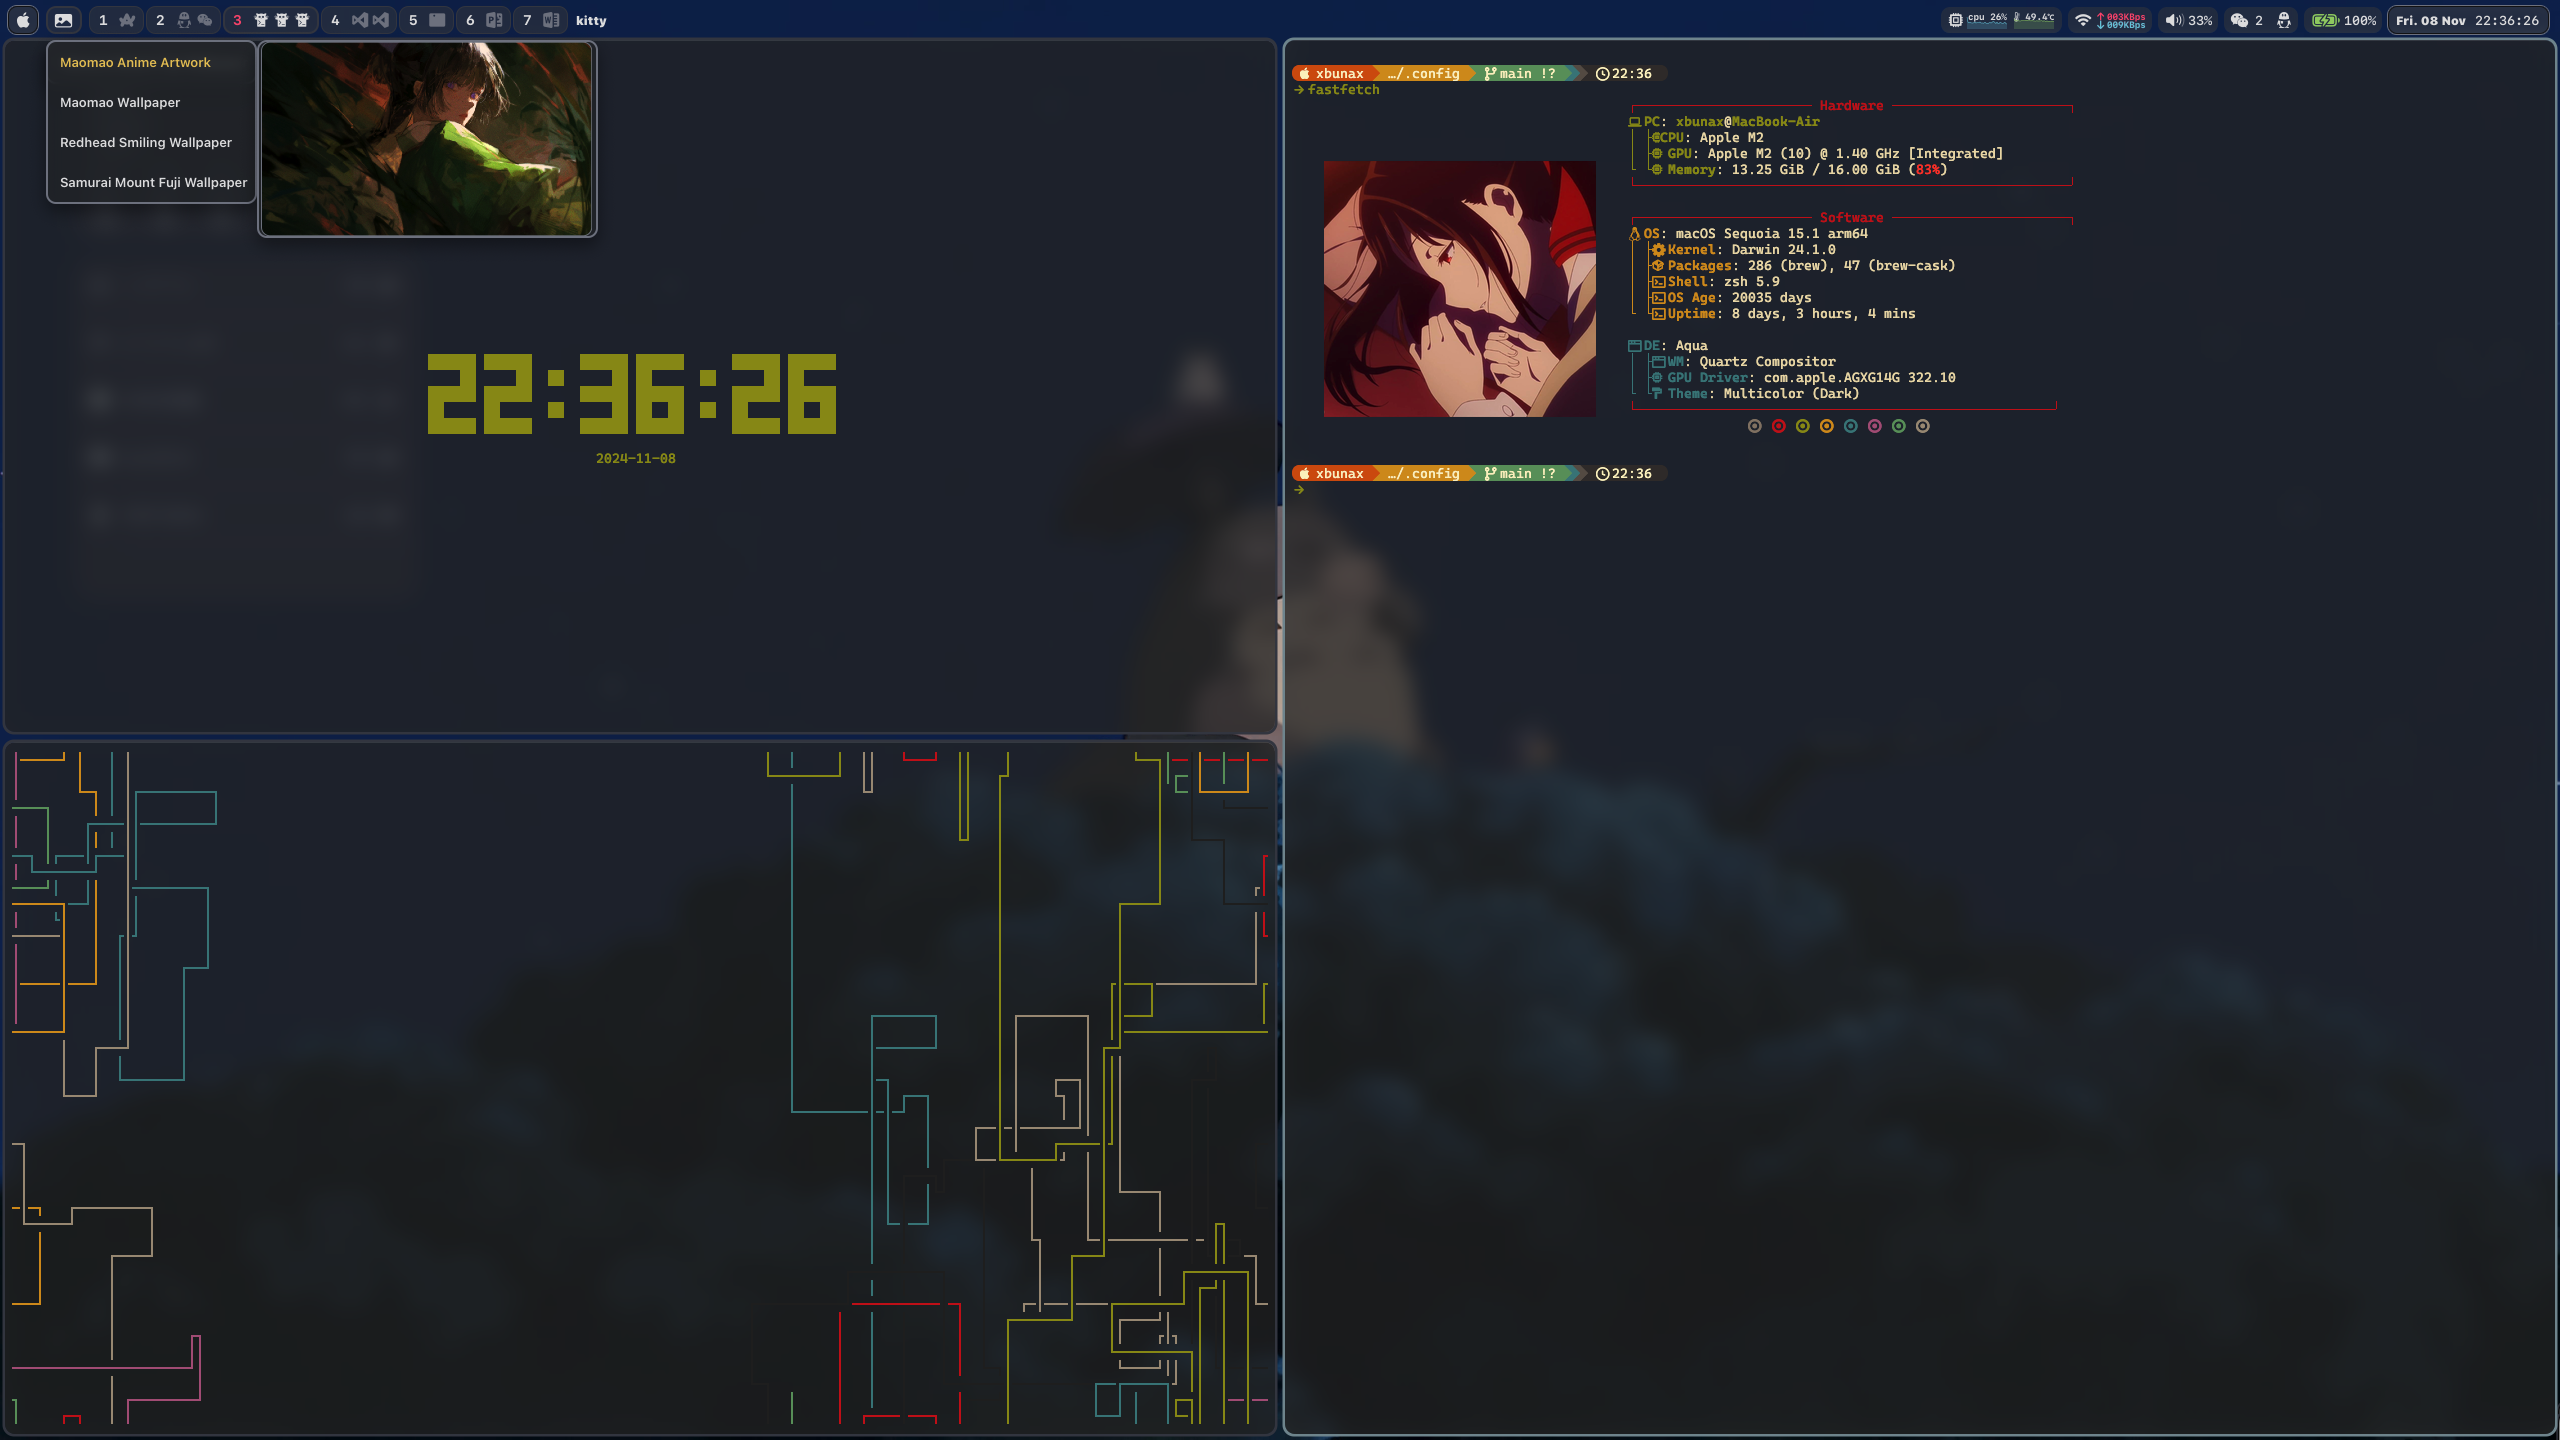 1 2 3 4 5 6 7 kitty
cpu 26% 49.4℃ 003KBps 009KBps 33% 2 100% Fri. 08 Nov 22:36:26
Maomao Anime Artwork
Maomao Wallpaper
Redhead Smiling Wallpaper
Samurai Mount Fuji Wallpaper
22:36:26
2024-11-08
xbunax …/.config main !? 22:36
→ fastfetch
Hardware
PC: xbunax@MacBook-Air
CPU: Apple M2
GPU: Apple M2 (10) @ 1.40 GHz [Integrated]
Memory: 13.25 GiB / 16.00 GiB (83%)
Software
OS: macOS Sequoia 15.1 arm64
Kernel: Darwin 24.1.0
Packages: 286 (brew), 47 (brew-cask)
Shell: zsh 5.9
OS Age: 20035 days
Uptime: 8 days, 3 hours, 4 mins
DE: Aqua
WM: Quartz Compositor
GPU Driver: com.apple.AGXG14G 322.10
Theme: Multicolor (Dark)
xbunax …/.config main !? 22:36
→